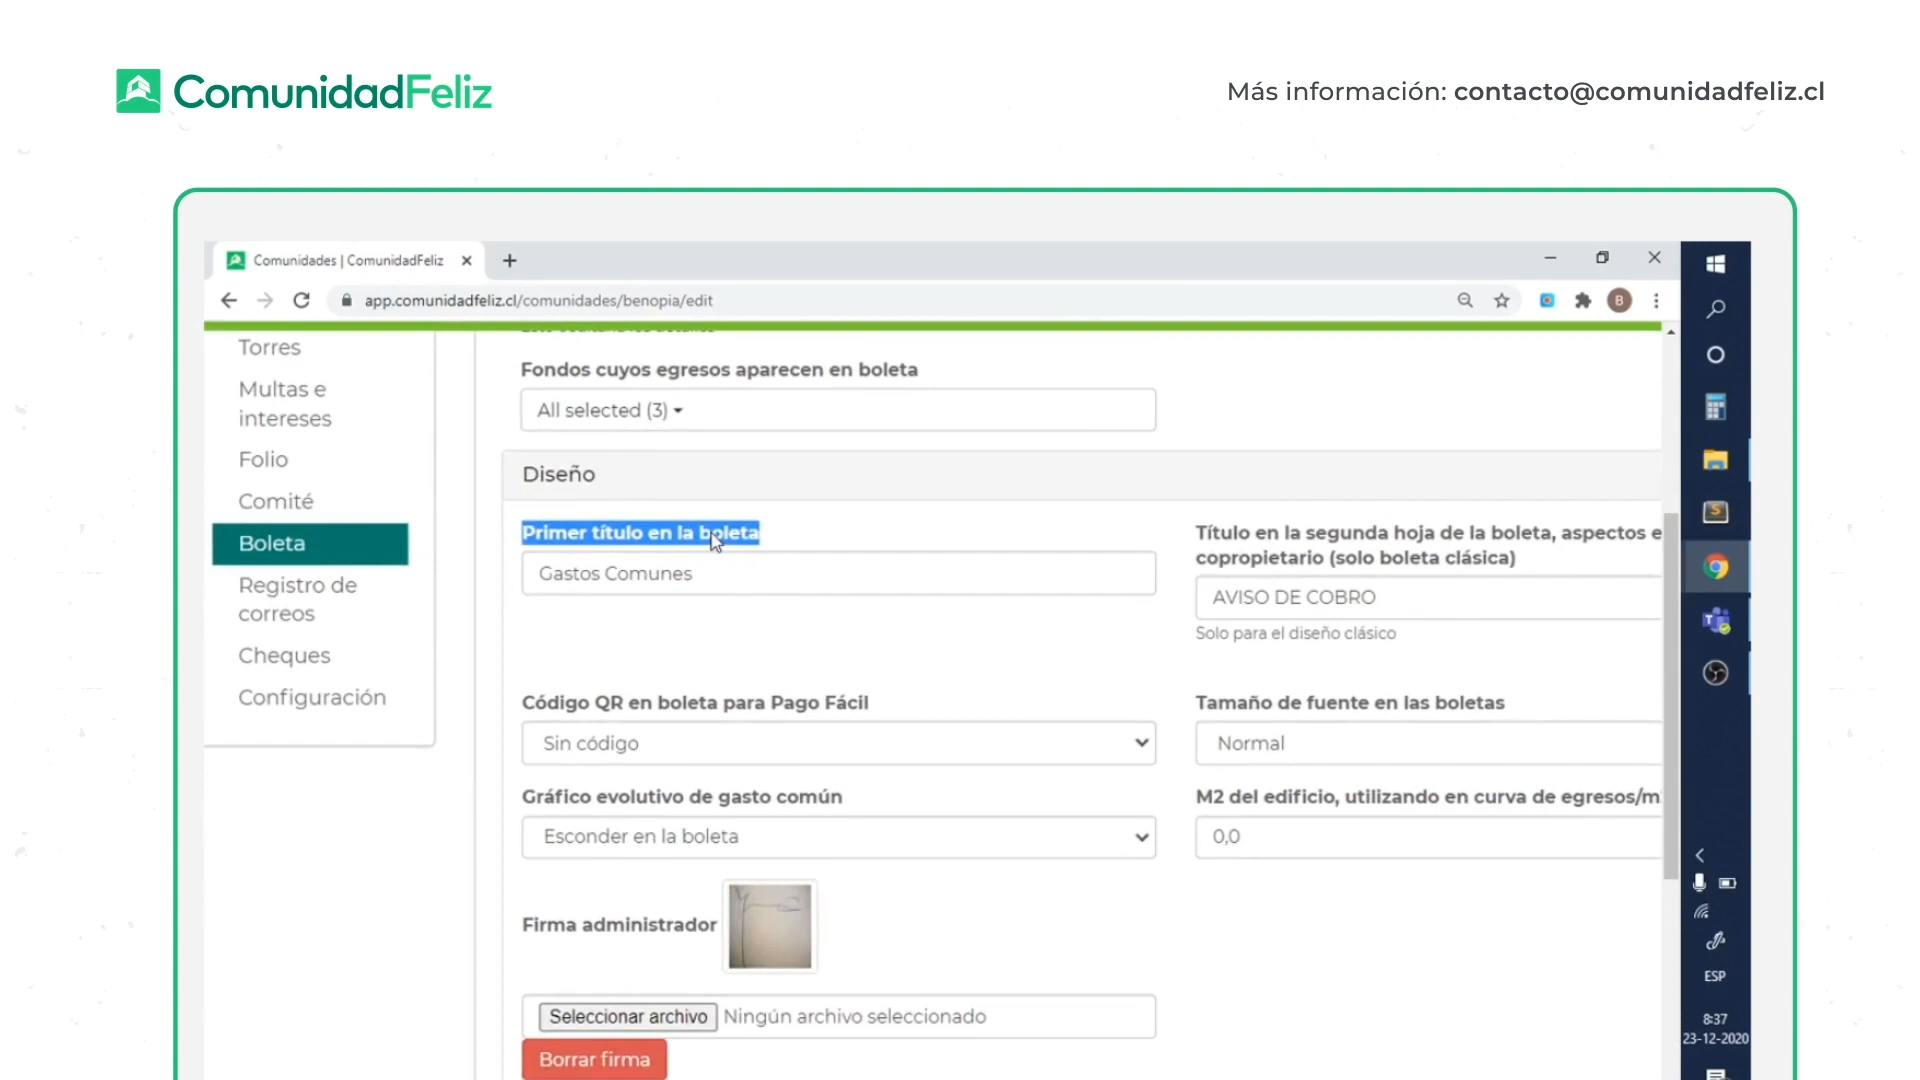 ComunidadFeliz
Más información: contacto@comunidadfeliz.cl
Comunidades | ComunidadFeliz
app.comunidadfeliz.cl/comunidades/benopia/edit
B
Torres
Multas e
intereses
Folio
Comité
Boleta
Registro de
correos
Cheques
Configuración
Fondos cuyos egresos aparecen en boleta
All selected (3)
Diseño
Primer título en la boleta
Gastos Comunes
Título en la segunda hoja de la boleta, aspectos e
copropietario (solo boleta clásica)
AVISO DE COBRO
Solo para el diseño clásico
Código QR en boleta para Pago Fácil
Sin código
Tamaño de fuente en las boletas
Normal
Gráfico evolutivo de gasto común
Esconder en la boleta
M2 del edificio, utilizando en curva de egresos/m
0,0
Firma administrador
Seleccionar archivo Ningún archivo seleccionado
Borrar firma
ESP
8:37
23-12-2020